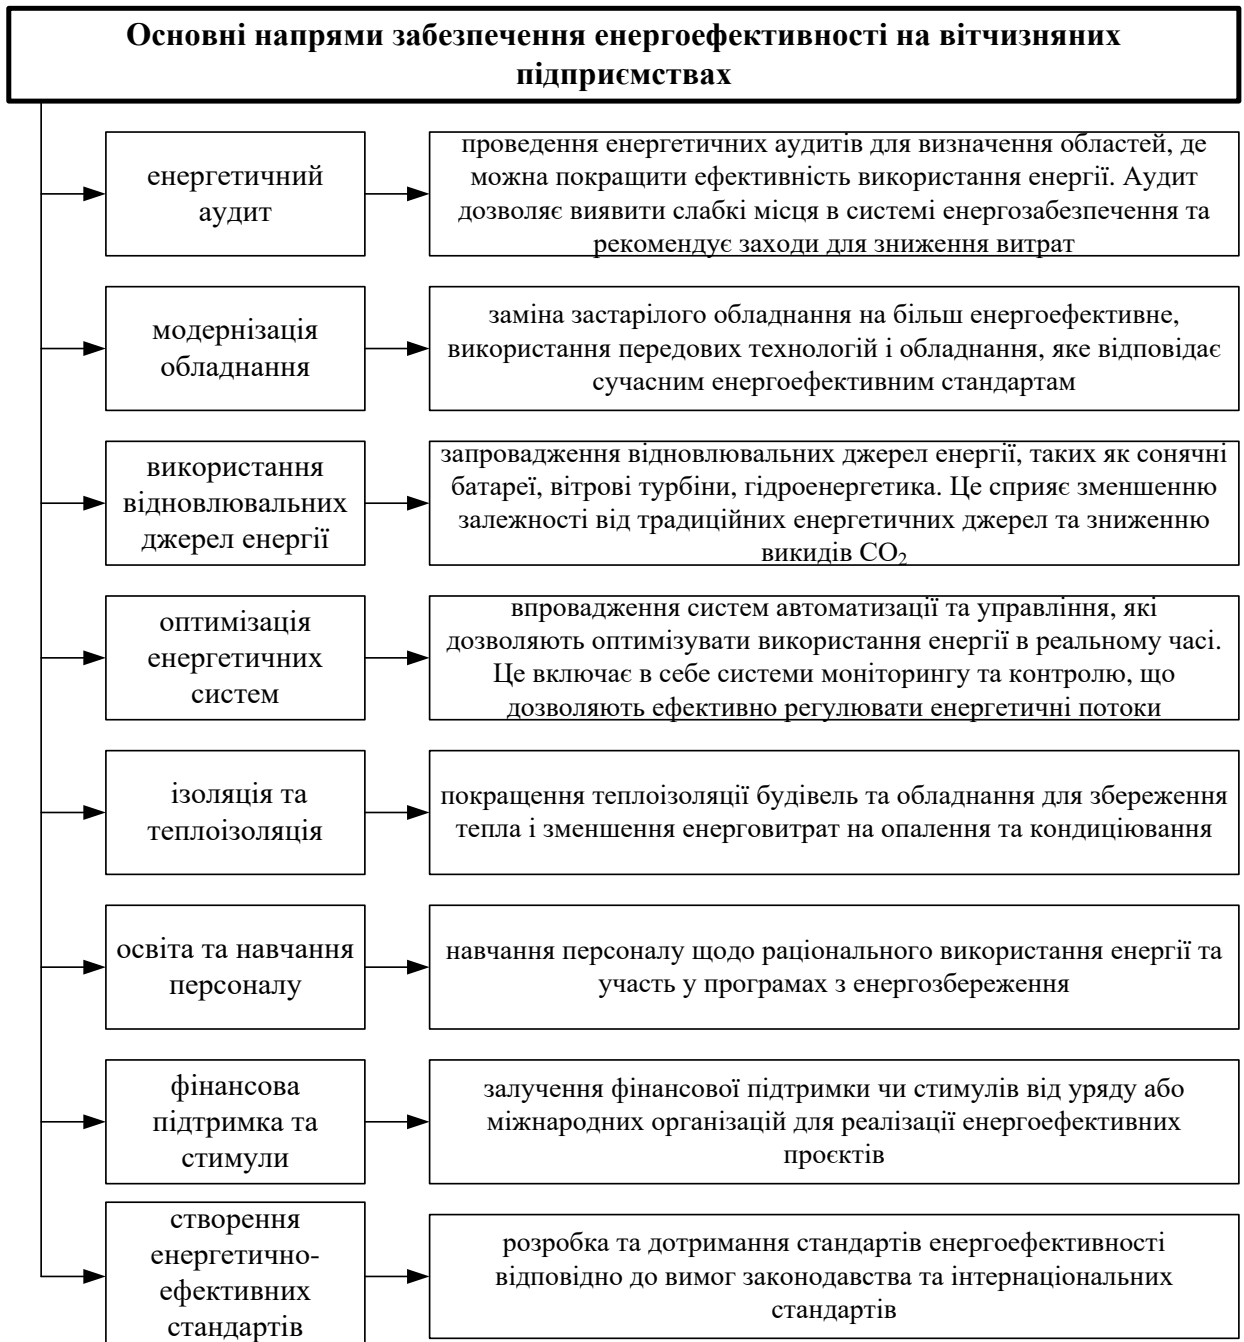 Основні напрями забезпечення енергоефективності на вітчизняних
підприємствах
енергетичний
аудит
проведення енергетичних аудитів для визначення областей, де
можна покращити ефективність використання енергії. Аудит
дозволяє виявити слабкі місця в системі енергозабезпечення та
рекомендує заходи для зниження витрат
модернізація
обладнання
заміна застарілого обладнання на більш енергоефективне,
використання передових технологій і обладнання, яке відповідає
сучасним енергоефективним стандартам
використання
відновлювальних
джерел енергії
запровадження відновлювальних джерел енергії, таких як сонячні
батареї, вітрові турбіни, гідроенергетика. Це сприяє зменшенню
залежності від традиційних енергетичних джерел та зниженню
викидів CO₂
оптимізація
енергетичних
систем
впровадження систем автоматизації та управління, які
дозволяють оптимізувати використання енергії в реальному часі.
Це включає в себе системи моніторингу та контролю, що
дозволяють ефективно регулювати енергетичні потоки
ізоляція та
теплоізоляція
покращення теплоізоляції будівель та обладнання для збереження
тепла і зменшення енерговитрат на опалення та кондиціювання
освіта та навчання
персоналу
навчання персоналу щодо раціонального використання енергії та
участь у програмах з енергозбереження
фінансова
підтримка та
стимули
залучення фінансової підтримки чи стимулів від уряду або
міжнародних організацій для реалізації енергоефективних
проєктів
створення
енергетично-
ефективних
стандартів
розробка та дотримання стандартів енергоефективності
відповідно до вимог законодавства та інтернаціональних
стандартів